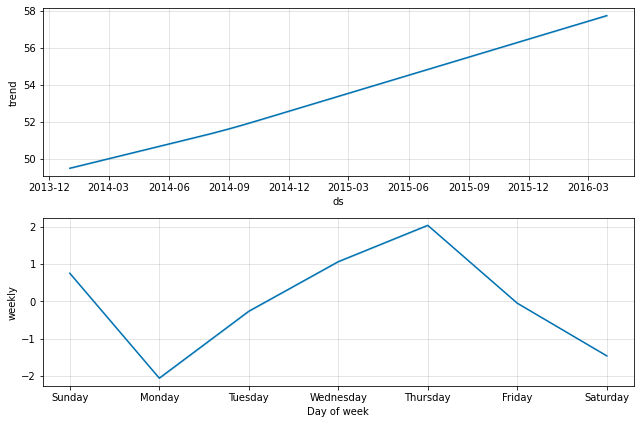 58
56
54
52
50
trend
2013-12 2014-03 2014-06 2014-09 2014-12 2015-03 2015-06 2015-09 2015-12 2016-03
ds
2
1
0
−1
−2
weekly
Sunday Monday Tuesday Wednesday Thursday Friday Saturday
Day of week